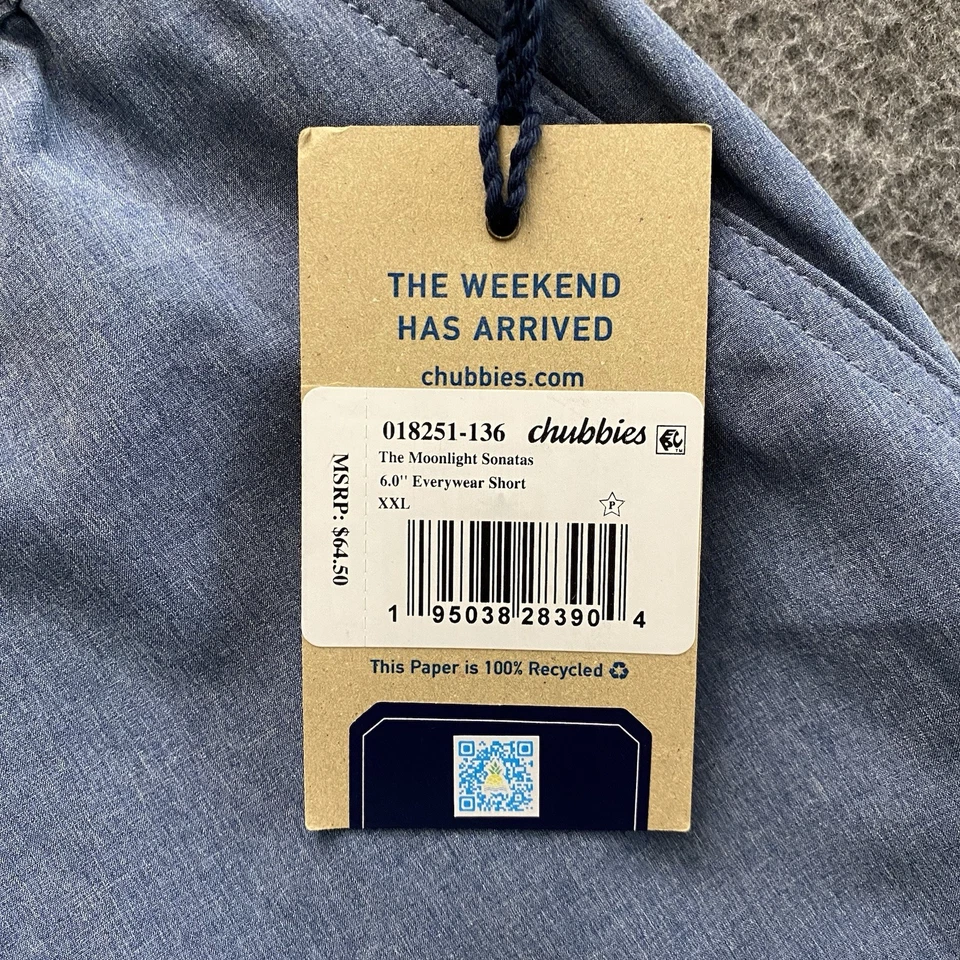 THE WEEKEND
HAS ARRIVED
chubbies.com
018251-136 chubbies
The Moonlight Sonatas
6.0" Everywear Short
XXL
P
MSRP: $64.50
1 95038 28390 4
This Paper is 100% Recycled